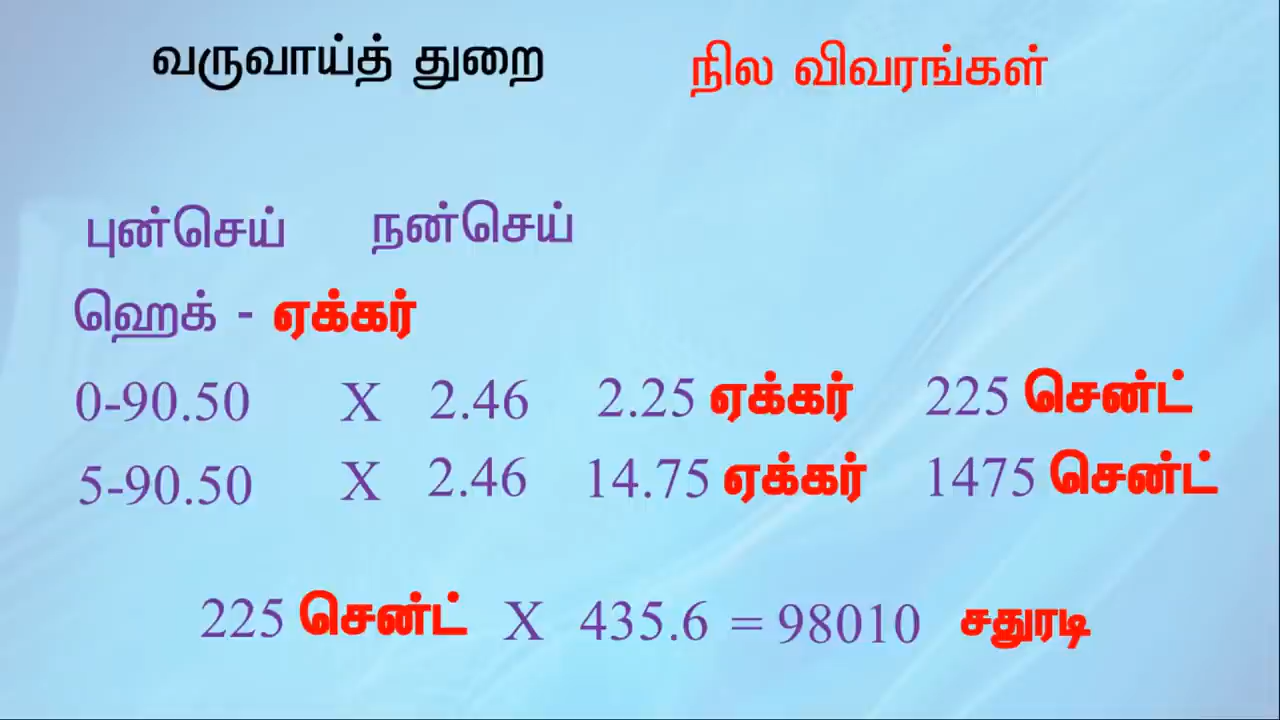 வருவாய்த் துறை நில விவரங்கள்
புன்செய் நன்செய்
ஹெக் - ஏக்கர்
0-90.50 X 2.46 2.25 ஏக்கர் 225 சென்ட்
5-90.50 X 2.46 14.75 ஏக்கர் 1475 சென்ட்
225 சென்ட் X 435.6 = 98010 சதுரடி